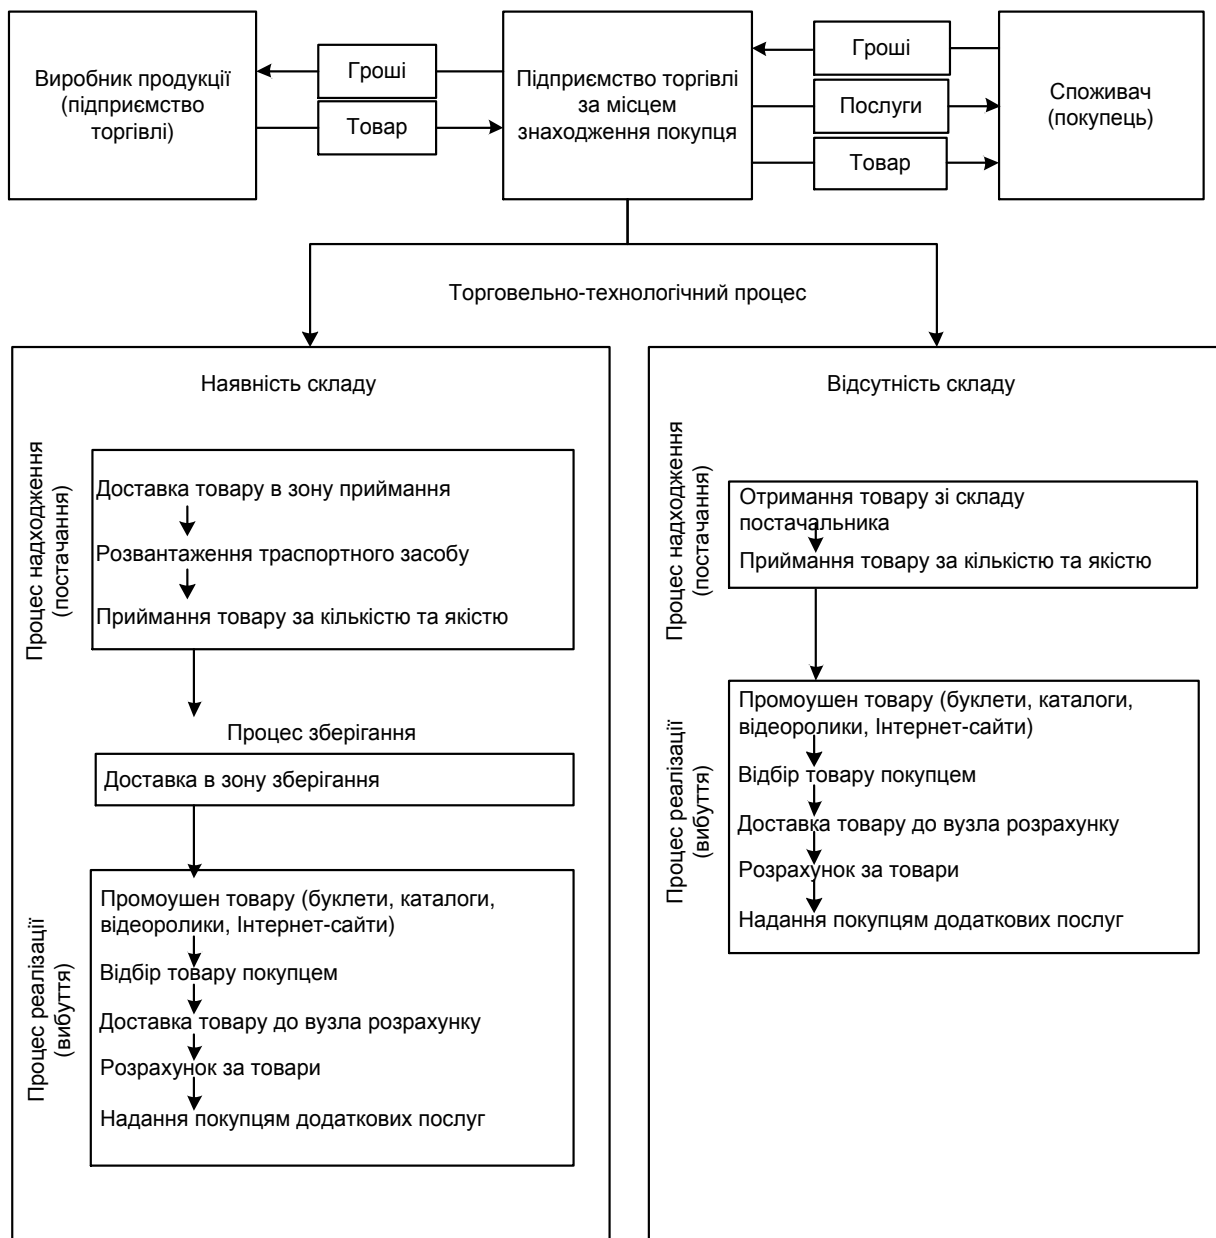 Виробник продукції
(підприємство
торгівлі)
Гроші
Товар
Підприємство торгівлі
за місцем
знаходження покупця
Гроші
Послуги
Товар
Споживач
(покупець)
Торговельно-технологічний процес
Наявність складу
Процес надходження
(постачання)
Доставка товару в зону приймання
Розвантаження траспортного засобу
Приймання товару за кількістю та якістю
Процес зберігання
Доставка в зону зберігання
Процес реалізації
(вибуття)
Промоушен товару (буклети, каталоги,
відеоролики, Інтернет-сайти)
Відбір товару покупцем
Доставка товару до вузла розрахунку
Розрахунок за товари
Надання покупцям додаткових послуг
Відсутність складу
Процес надходження
(постачання)
Отримання товару зі складу
постачальника
Приймання товару за кількістю та якістю
Процес реалізації
(вибуття)
Промоушен товару (буклети, каталоги,
відеоролики, Інтернет-сайти)
Відбір товару покупцем
Доставка товару до вузла розрахунку
Розрахунок за товари
Надання покупцям додаткових послуг